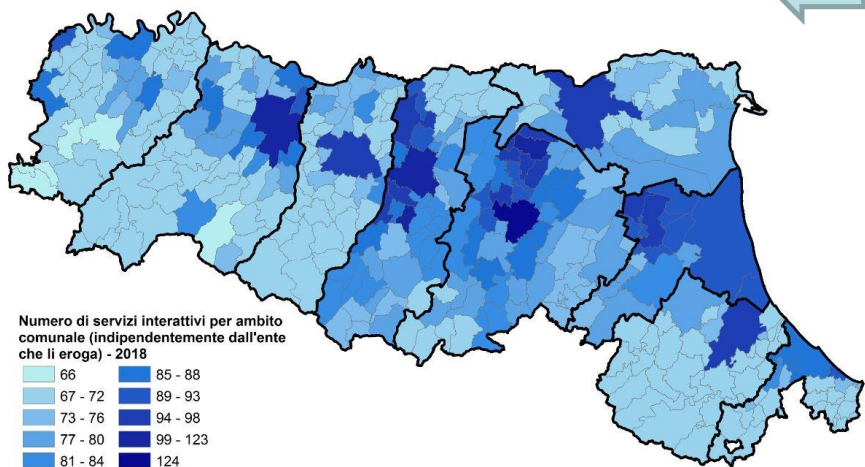 Numero di servizi interattivi per ambito
comunale (indipendentemente dall'ente
che li eroga) - 2018
66
67 - 72
73 - 76
77 - 80
81 - 84
85 - 88
89 - 93
94 - 98
99 - 123
124